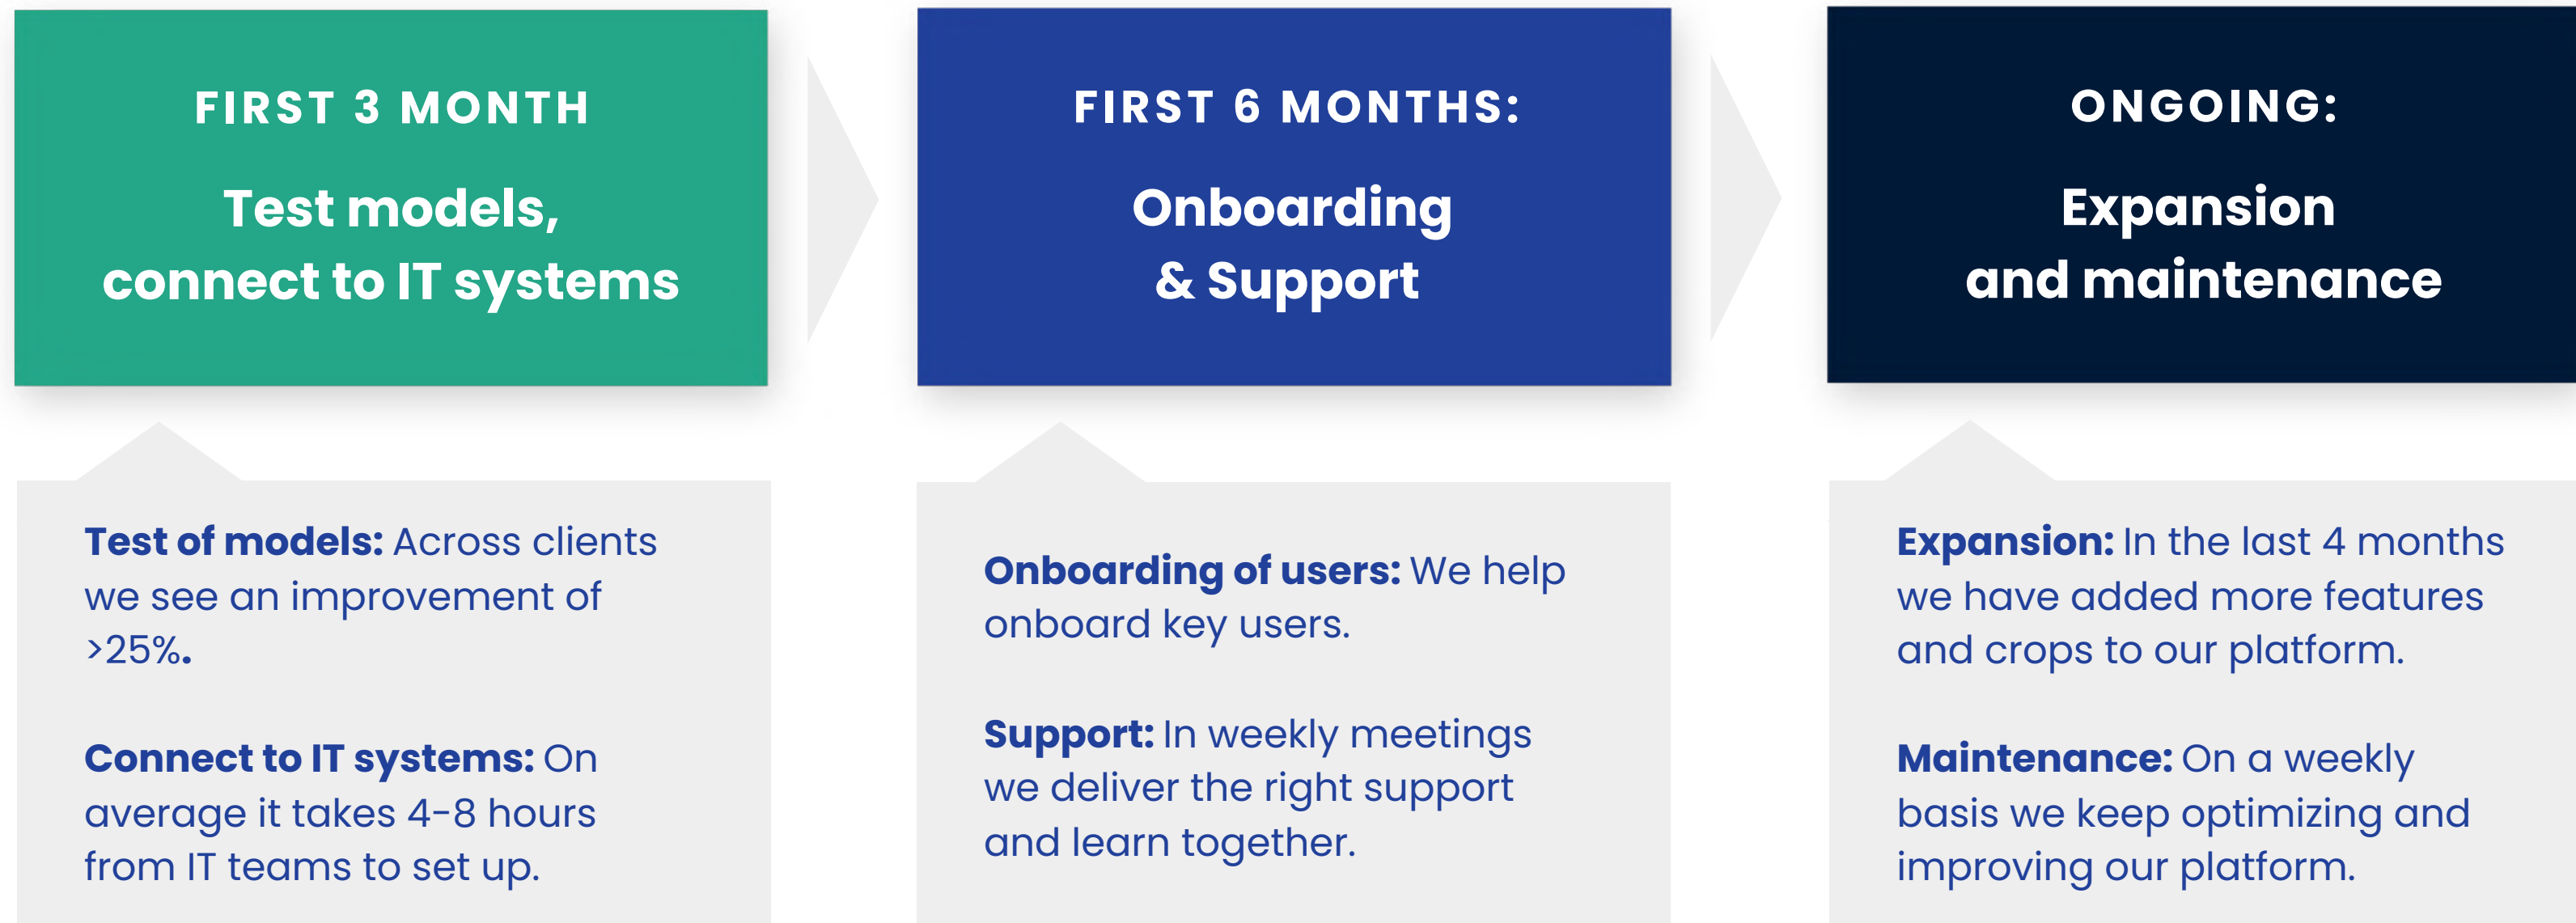 FIRST 3 MONTH
Test models,
connect to IT systems
FIRST 6 MONTHS:
Onboarding
& Support
ONGOING:
Expansion
and maintenance
Test of models: Across clients
we see an improvement of
>25%.
Connect to IT systems: On
average it takes 4-8 hours
from IT teams to set up.
Onboarding of users: We help
onboard key users.
Support: In weekly meetings
we deliver the right support
and learn together.
Expansion: In the last 4 months
we have added more features
and crops to our platform.
Maintenance: On a weekly
basis we keep optimizing and
improving our platform.